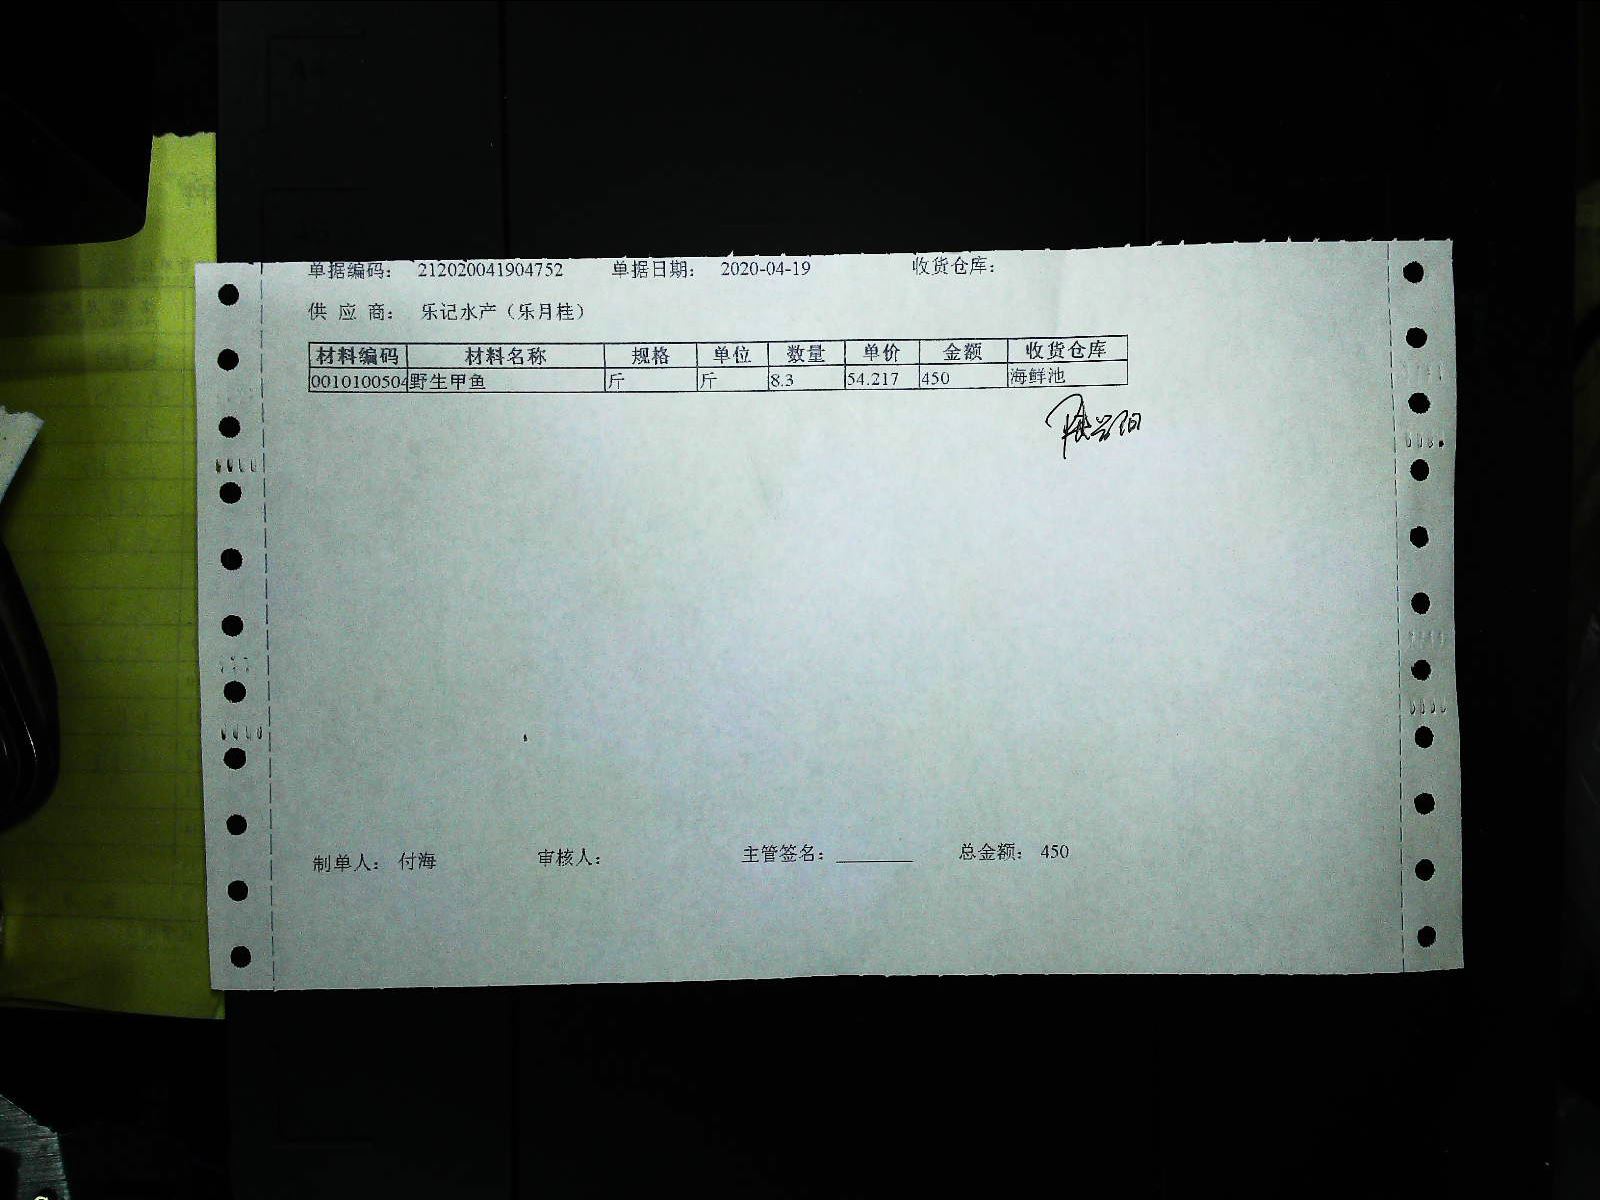 单据编码： 212020041904752 单据日期： 2020-04-19 收货仓库：
供 应 商： 乐记水产（乐月桂）
材料编码 材料名称 规格 单位 数量 单价 金额 收货仓库
0010100504 野生甲鱼 斤 斤 8.3 54.217 450 海鲜池
制单人： 付海 审核人： 主管签名： 总金额： 450